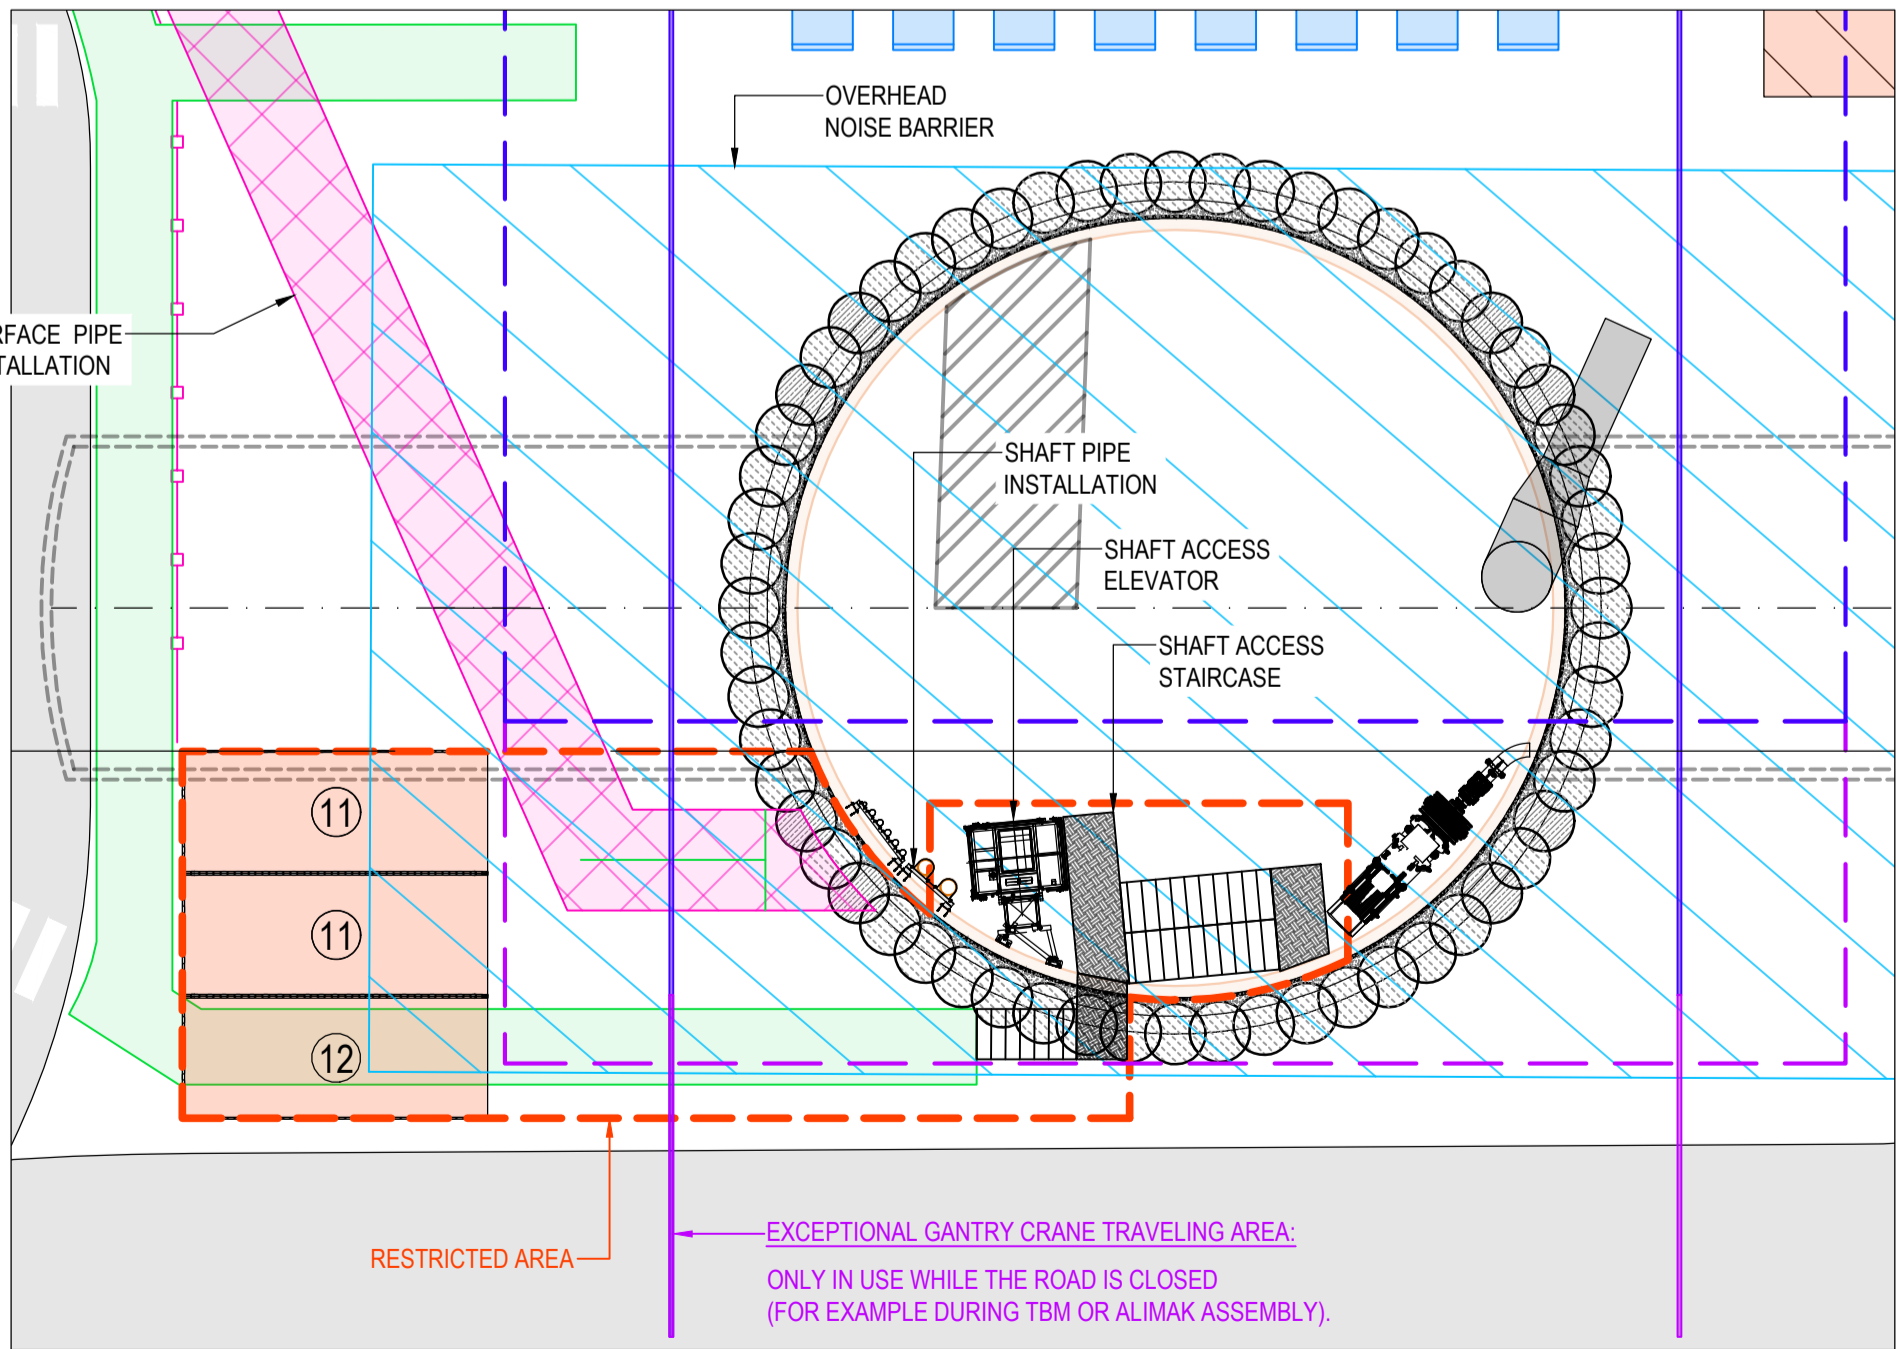 OVERHEAD
NOISE BARRIER
RFACE PIPE
TALLATION
SHAFT PIPE
INSTALLATION
SHAFT ACCESS
ELEVATOR
SHAFT ACCESS
STAIRCASE
11
11
12
RESTRICTED AREA
EXCEPTIONAL GANTRY CRANE TRAVELING AREA:
ONLY IN USE WHILE THE ROAD IS CLOSED
(FOR EXAMPLE DURING TBM OR ALIMAK ASSEMBLY).